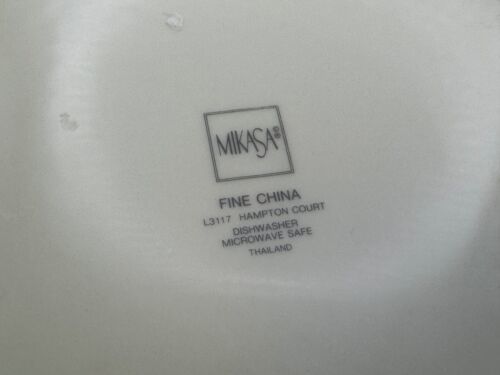 MIKASA®
FINE CHINA
L3117 HAMPTON COURT
DISHWASHER
MICROWAVE SAFE
THAILAND